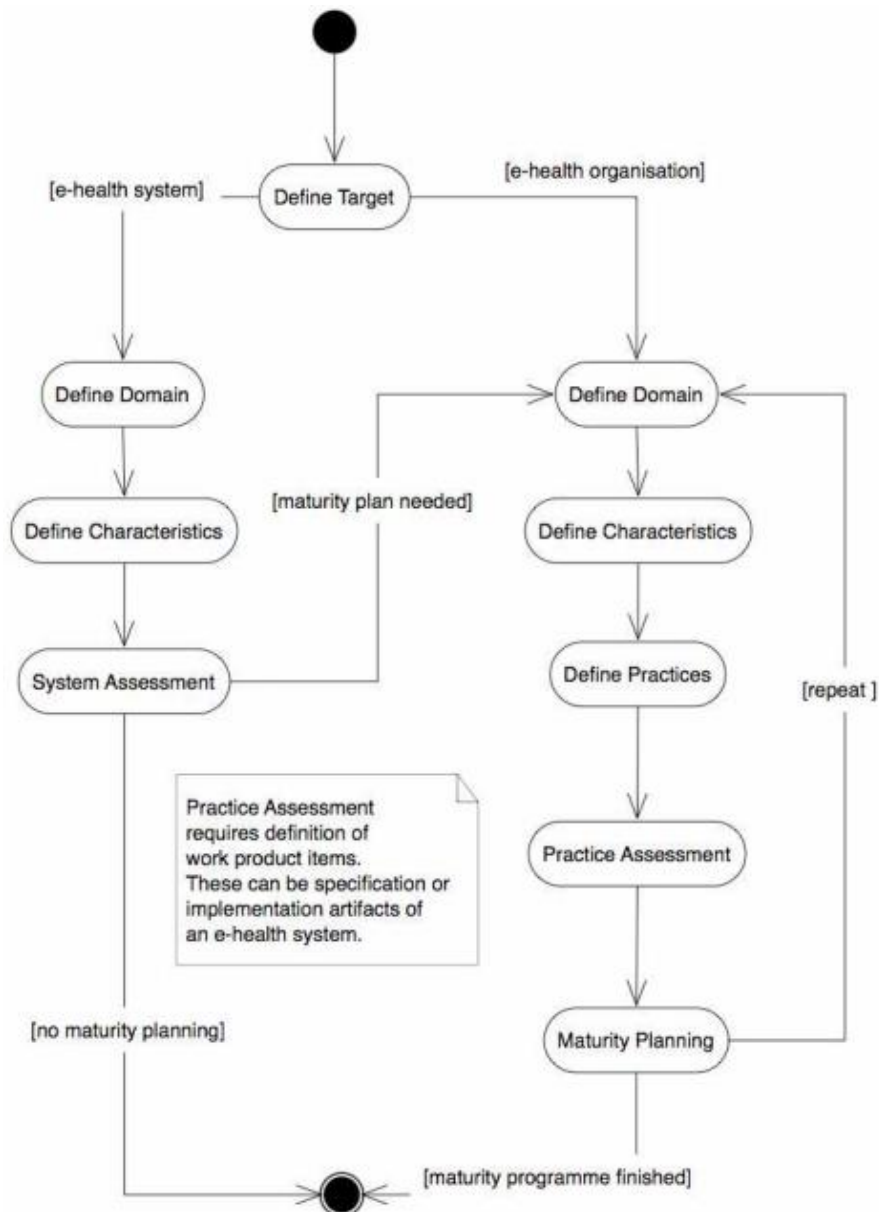 [e-health system]
[e-health organisation]
Define Target
Define Domain
Define Domain
[maturity plan needed]
Define Characteristics
Define Characteristics
System Assessment
Define Practices
[repeat ]
Practice Assessment
requires definition of
work product items.
These can be specification or
implementation artifacts of
an e-health system.
Practice Assessment
[no maturity planning]
Maturity Planning
[maturity programme finished]